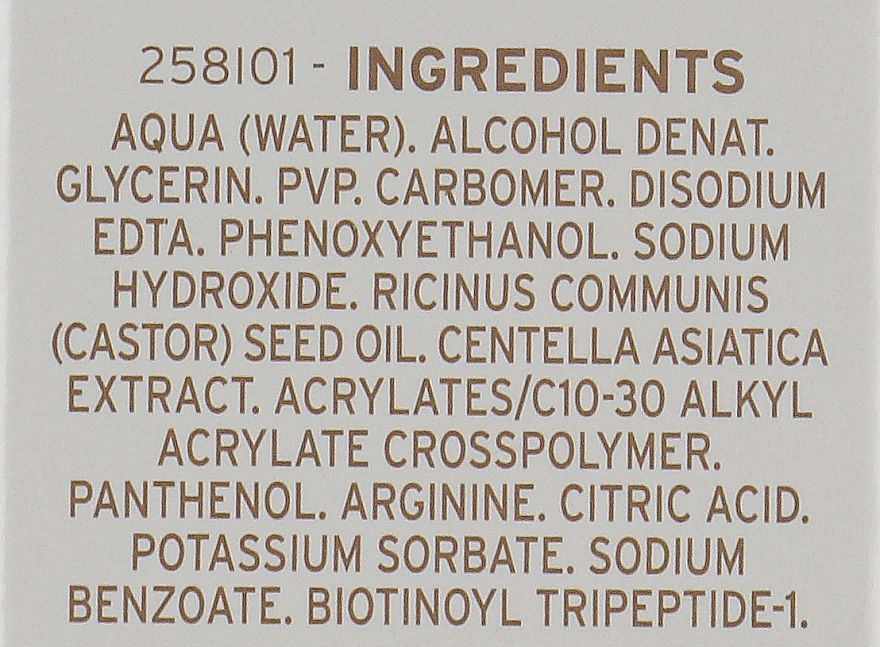 258101 - INGREDIENTS
AQUA (WATER). ALCOHOL DENAT.
GLYCERIN. PVP. CARBOMER. DISODIUM
EDTA. PHENOXYETHANOL. SODIUM
HYDROXIDE. RICINUS COMMUNIS
(CASTOR) SEED OIL. CENTELLA ASIATICA
EXTRACT. ACRYLATES/C10-30 ALKYL
ACRYLATE CROSSPOLYMER.
PANTHENOL. ARGININE. CITRIC ACID.
POTASSIUM SORBATE. SODIUM
BENZOATE. BIOTINOYL TRIPEPTIDE-1.